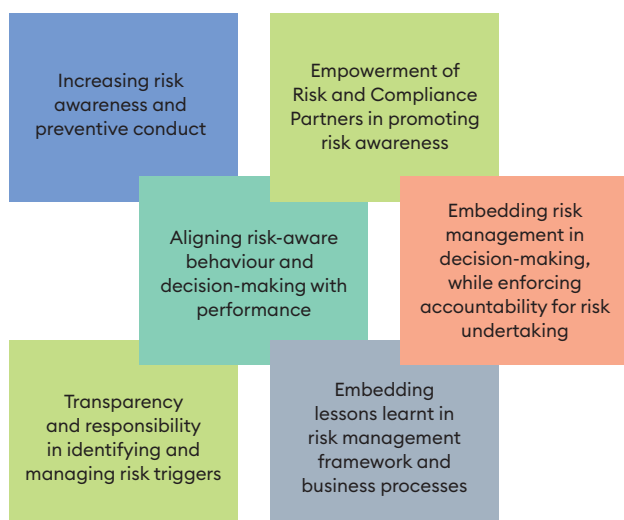 Increasing risk
awareness and
preventive conduct
Empowerment of
Risk and Compliance
Partners in promoting
risk awareness
Aligning risk-aware
behaviour and
decision-making with
performance
Embedding risk
management in
decision-making,
while enforcing
accountability for risk
undertaking
Transparency
and responsibility
in identifying and
managing risk triggers
Embedding
lessons learnt in
risk management
framework and
business processes